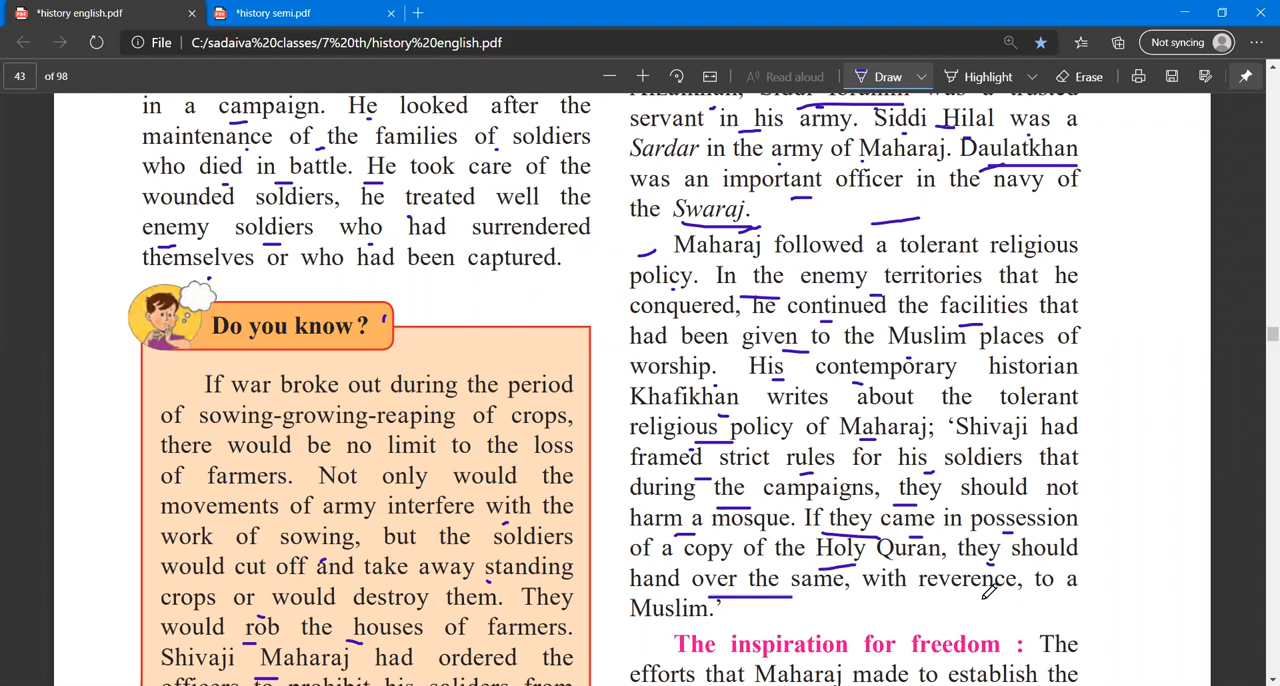 *history english.pdf
*history semi.pdf
File
C:/sadaiva%20classes/7%20th/history%20english.pdf
Not syncing
43
of 98
Read aloud
Draw
Highlight
Erase
in a campaign. He looked after the
maintenance of the families of soldiers
who died in battle. He took care of the
wounded soldiers, he treated well the
enemy soldiers who had surrendered
themselves or who had been captured.
Do you know?
If war broke out during the period
of sowing-growing-reaping of crops,
there would be no limit to the loss
of farmers. Not only would the
movements of army interfere with the
work of sowing, but the soldiers
would cut off and take away standing
crops or would destroy them. They
would rob the houses of farmers.
Shivaji Maharaj had ordered the
officers to prohibit his soliders from
was a trusted
servant in his army. Siddi Hilal was a
Sardar in the army of Maharaj. Daulatkhan
was an important officer in the navy of
the Swaraj.
Maharaj followed a tolerant religious
policy. In the enemy territories that he
conquered, he continued the facilities that
had been given to the Muslim places of
worship. His contemporary historian
Khafikhan writes about the tolerant
religious policy of Maharaj; ‘Shivaji had
framed strict rules for his soldiers that
during the campaigns, they should not
harm a mosque. If they came in possession
of a copy of the Holy Quran, they should
hand over the same, with reverence, to a
Muslim.’
The inspiration for freedom : The
efforts that Maharaj made to establish the